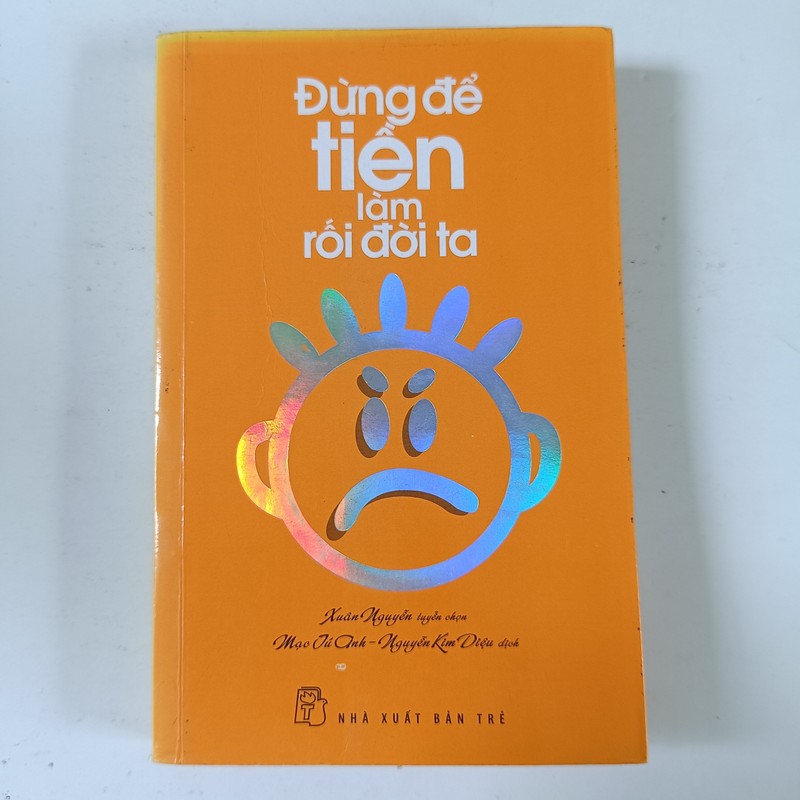 Đừng để
tiền
làm
rối đời ta
Xuân Nguyễn tuyển chọn
Mạc Tú Anh – Nguyễn Kim Diệu dịch
T
NHÀ XUẤT BẢN TRẺ